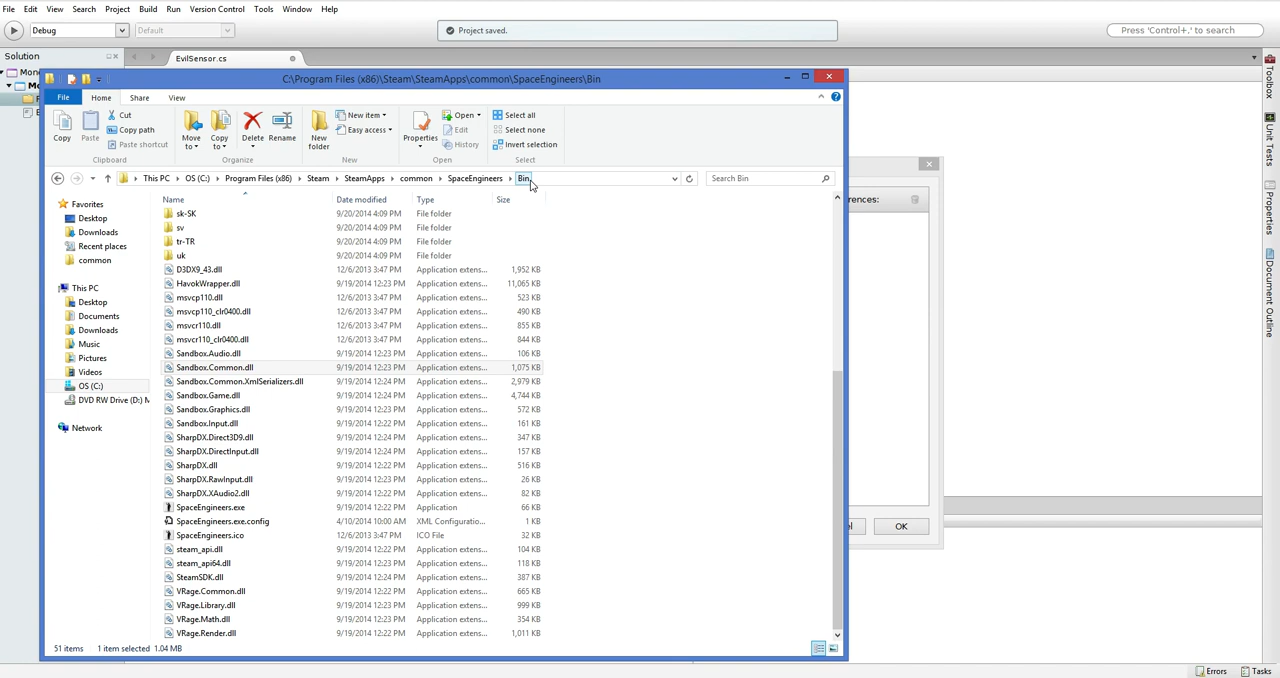 File Edit View Search Project Build Run Version Control Tools Window Help
Debug Default Project saved. Press 'Control+,' to search
Solution EvilSensor.cs
C:\Program Files (x86)\Steam\SteamApps\common\SpaceEngineers\Bin
File Home Share View
Copy Paste Cut Copy path Paste shortcut
Move to Copy to Delete Rename
New folder New item Easy access
Properties Open Edit History
Select all Select none Invert selection
Clipboard Organize New Open Select
This PC OS (C:) Program Files (x86) Steam SteamApps common SpaceEngineers Bin Search Bin
Name Date modified Type Size
sk-SK 9/20/2014 4:09 PM File folder
sv 9/20/2014 4:09 PM File folder
tr-TR 9/20/2014 4:09 PM File folder
uk 9/20/2014 4:09 PM File folder
D3DX9_43.dll 12/6/2013 3:47 PM Application extens... 1,952 KB
HavokWrapper.dll 9/19/2014 12:23 PM Application extens... 11,065 KB
msvcp110.dll 12/6/2013 3:47 PM Application extens... 523 KB
msvcp110_clr0400.dll 12/6/2013 3:47 PM Application extens... 490 KB
msvcr110.dll 12/6/2013 3:47 PM Application extens... 855 KB
msvcr110_clr0400.dll 12/6/2013 3:47 PM Application extens... 844 KB
Sandbox.Audio.dll 9/19/2014 12:23 PM Application extens... 106 KB
Sandbox.Common.dll 9/19/2014 12:23 PM Application extens... 1,075 KB
Sandbox.Common.XmlSerializers.dll 9/19/2014 12:24 PM Application extens... 2,979 KB
Sandbox.Game.dll 9/19/2014 12:24 PM Application extens... 4,744 KB
Sandbox.Graphics.dll 9/19/2014 12:23 PM Application extens... 572 KB
Sandbox.Input.dll 9/19/2014 12:22 PM Application extens... 161 KB
SharpDX.Direct3D9.dll 9/19/2014 12:24 PM Application extens... 347 KB
SharpDX.DirectInput.dll 9/19/2014 12:24 PM Application extens... 157 KB
SharpDX.dll 9/19/2014 12:22 PM Application extens... 516 KB
SharpDX.RawInput.dll 9/19/2014 12:23 PM Application extens... 26 KB
SharpDX.XAudio2.dll 9/19/2014 12:22 PM Application extens... 82 KB
SpaceEngineers.exe 9/19/2014 12:22 PM Application 66 KB
SpaceEngineers.exe.config 4/10/2014 10:00 AM XML Configuratio... 1 KB
SpaceEngineers.ico 12/6/2013 3:47 PM ICO File 32 KB
steam_api.dll 9/19/2014 12:22 PM Application extens... 104 KB
steam_api64.dll 9/19/2014 12:23 PM Application extens... 118 KB
SteamSDK.dll 9/19/2014 12:24 PM Application extens... 387 KB
VRage.Common.dll 9/19/2014 12:22 PM Application extens... 665 KB
VRage.Library.dll 9/19/2014 12:23 PM Application extens... 999 KB
VRage.Math.dll 9/19/2014 12:23 PM Application extens... 354 KB
VRage.Render.dll 9/19/2014 12:22 PM Application extens... 1,011 KB
Favorites
Desktop
Downloads
Recent places
common
This PC
Desktop
Documents
Downloads
Music
Pictures
Videos
OS (C:)
DVD RW Drive (D:) M
Network
51 items 1 item selected 1.04 MB
rences:
el OK
Toolbox
Unit Tests
Properties
Document Outline
Errors Tasks